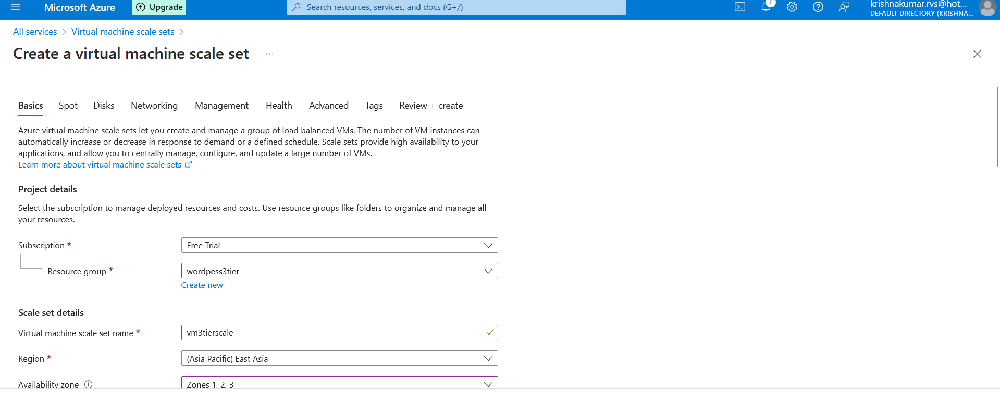 Microsoft Azure
Upgrade
Search resources, services, and docs (G+/)
1
krishnakumar.rvs@hot...
DEFAULT DIRECTORY (KRISHNA...
All services > Virtual machine scale sets >
Create a virtual machine scale set ...
Basics Spot Disks Networking Management Health Advanced Tags Review + create
Azure virtual machine scale sets let you create and manage a group of load balanced VMs. The number of VM instances can
automatically increase or decrease in response to demand or a defined schedule. Scale sets provide high availability to your
applications, and allow you to centrally manage, configure, and update a large number of VMs.
Learn more about virtual machine scale sets
Project details
Select the subscription to manage deployed resources and costs. Use resource groups like folders to organize and manage all
your resources.
Subscription *
Free Trial
Resource group *
wordpess3tier
Create new
Scale set details
Virtual machine scale set name *
vm3tierscale
Region *
(Asia Pacific) East Asia
Availability zone
Zones 1, 2, 3